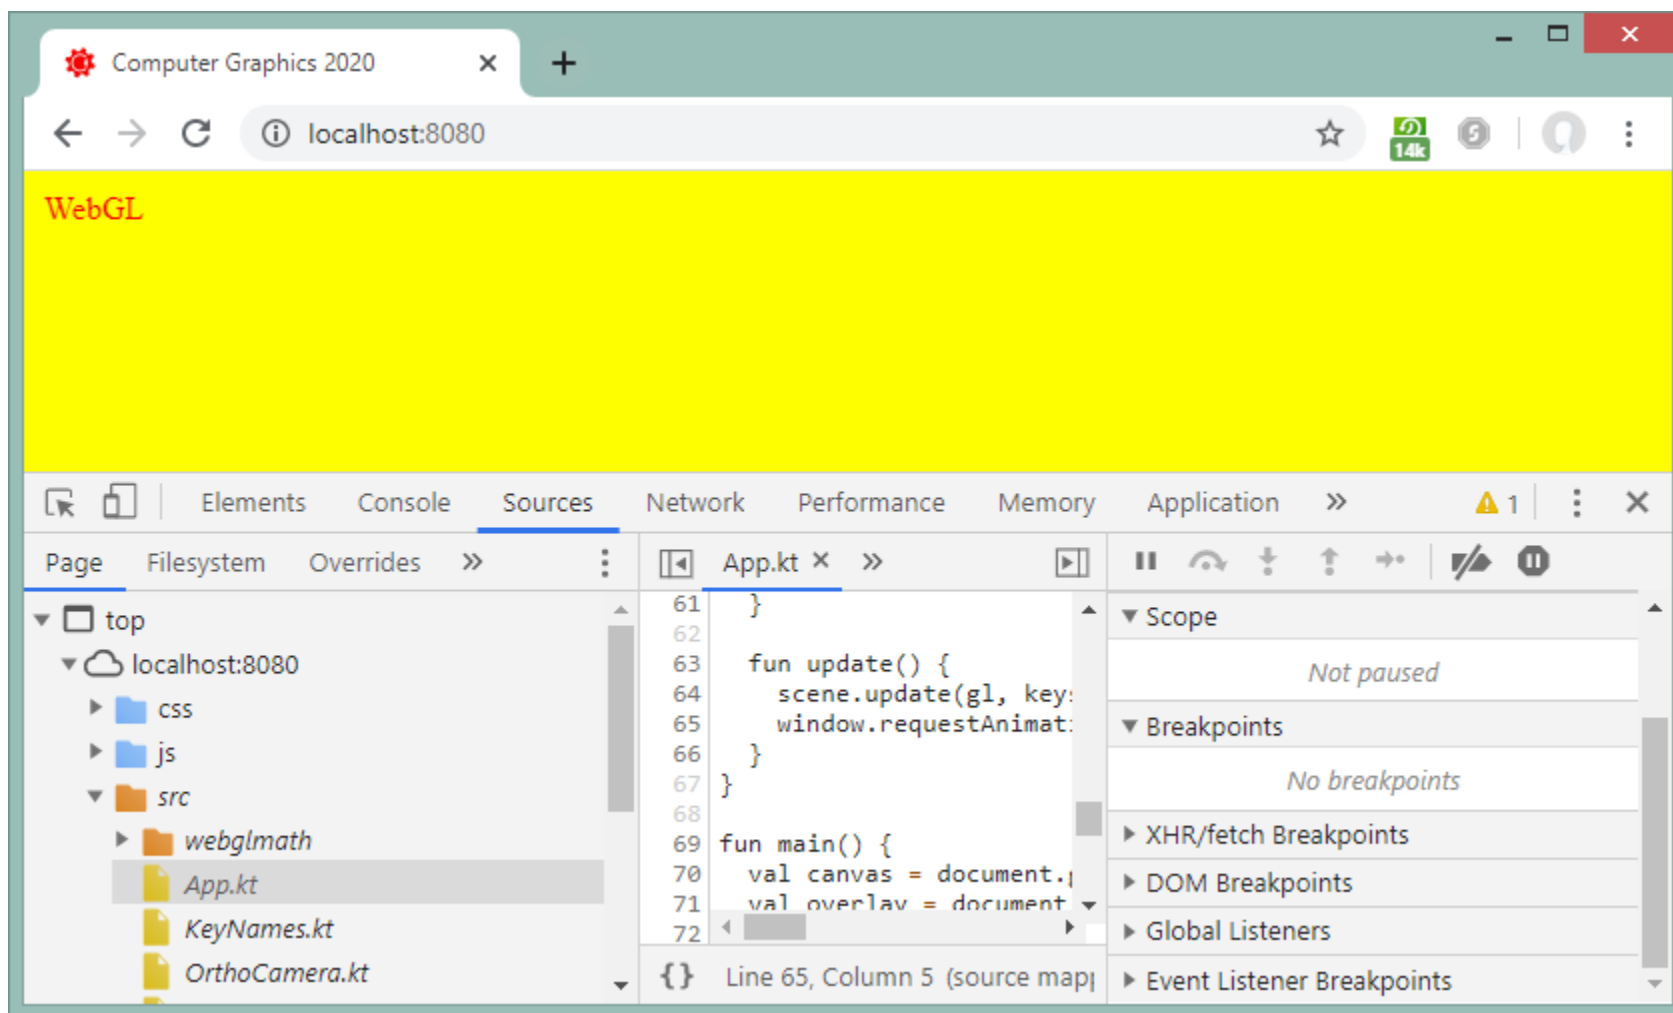 Computer Graphics 2020
localhost:8080
14k
WebGL
Elements Console Sources Network Performance Memory Application » 1
Page Filesystem Overrides »
App.kt × »
top
localhost:8080
css
js
src
webglmath
App.kt
KeyNames.kt
OrthoCamera.kt
61 }
62
63 fun update() {
64 scene.update(gl, key
65 window.requestAnimat
66 }
67 }
68
69 fun main() {
70 val canvas = document.
71 val overlay = document
72
{} Line 65, Column 5 (source map
Scope
Not paused
Breakpoints
No breakpoints
XHR/fetch Breakpoints
DOM Breakpoints
Global Listeners
Event Listener Breakpoints